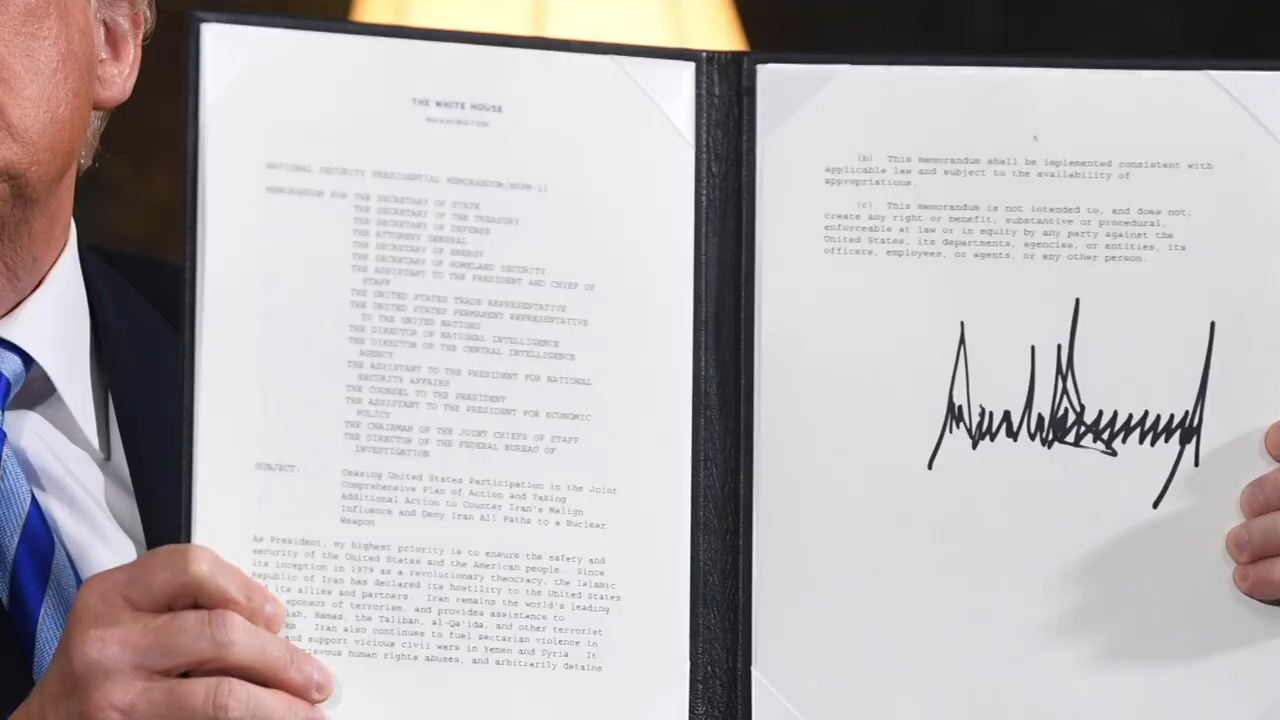 THE WHITE HOUSE
WASHINGTON
NATIONAL SECURITY PRESIDENTIAL MEMORANDUM/NSPM-11
MEMORANDUM FOR THE SECRETARY OF STATE
THE SECRETARY OF THE TREASURY
THE SECRETARY OF DEFENSE
THE ATTORNEY GENERAL
THE SECRETARY OF ENERGY
THE SECRETARY OF HOMELAND SECURITY
THE ASSISTANT TO THE PRESIDENT AND CHIEF OF
STAFF
THE UNITED STATES TRADE REPRESENTATIVE
THE UNITED STATES PERMANENT REPRESENTATIVE
TO THE UNITED NATIONS
THE DIRECTOR OF NATIONAL INTELLIGENCE
THE DIRECTOR OF THE CENTRAL INTELLIGENCE
AGENCY
THE ASSISTANT TO THE PRESIDENT FOR NATIONAL
SECURITY AFFAIRS
THE COUNSEL TO THE PRESIDENT
THE ASSISTANT TO THE PRESIDENT FOR ECONOMIC
POLICY
THE CHAIRMAN OF THE JOINT CHIEFS OF STAFF
THE DIRECTOR OF THE FEDERAL BUREAU OF
INVESTIGATION
SUBJECT: Ceasing United States Participation in the Joint
Comprehensive Plan of Action and Taking
Additional Action to Counter Iran's Malign
Influence and Deny Iran All Paths to a Nuclear
Weapon
As President, my highest priority is to ensure the safety and
security of the United States and the American people. Since
its inception in 1979 as a revolutionary theocracy, the Islamic
Republic of Iran has declared its hostility to the United States
its allies and partners. Iran remains the world's leading
sponsor of terrorism, and provides assistance to
lah, Hamas, the Taliban, al-Qa'ida, and other terrorist
ks. Iran also continues to fuel sectarian violence in
and support vicious civil wars in Yemen and Syria. It
rievous human rights abuses, and arbitrarily detains
5
(b) This memorandum shall be implemented consistent with
applicable law and subject to the availability of
appropriations.
(c) This memorandum is not intended to, and does not,
create any right or benefit, substantive or procedural,
enforceable at law or in equity by any party against the
United States, its departments, agencies, or entities, its
officers, employees, or agents, or any other person.